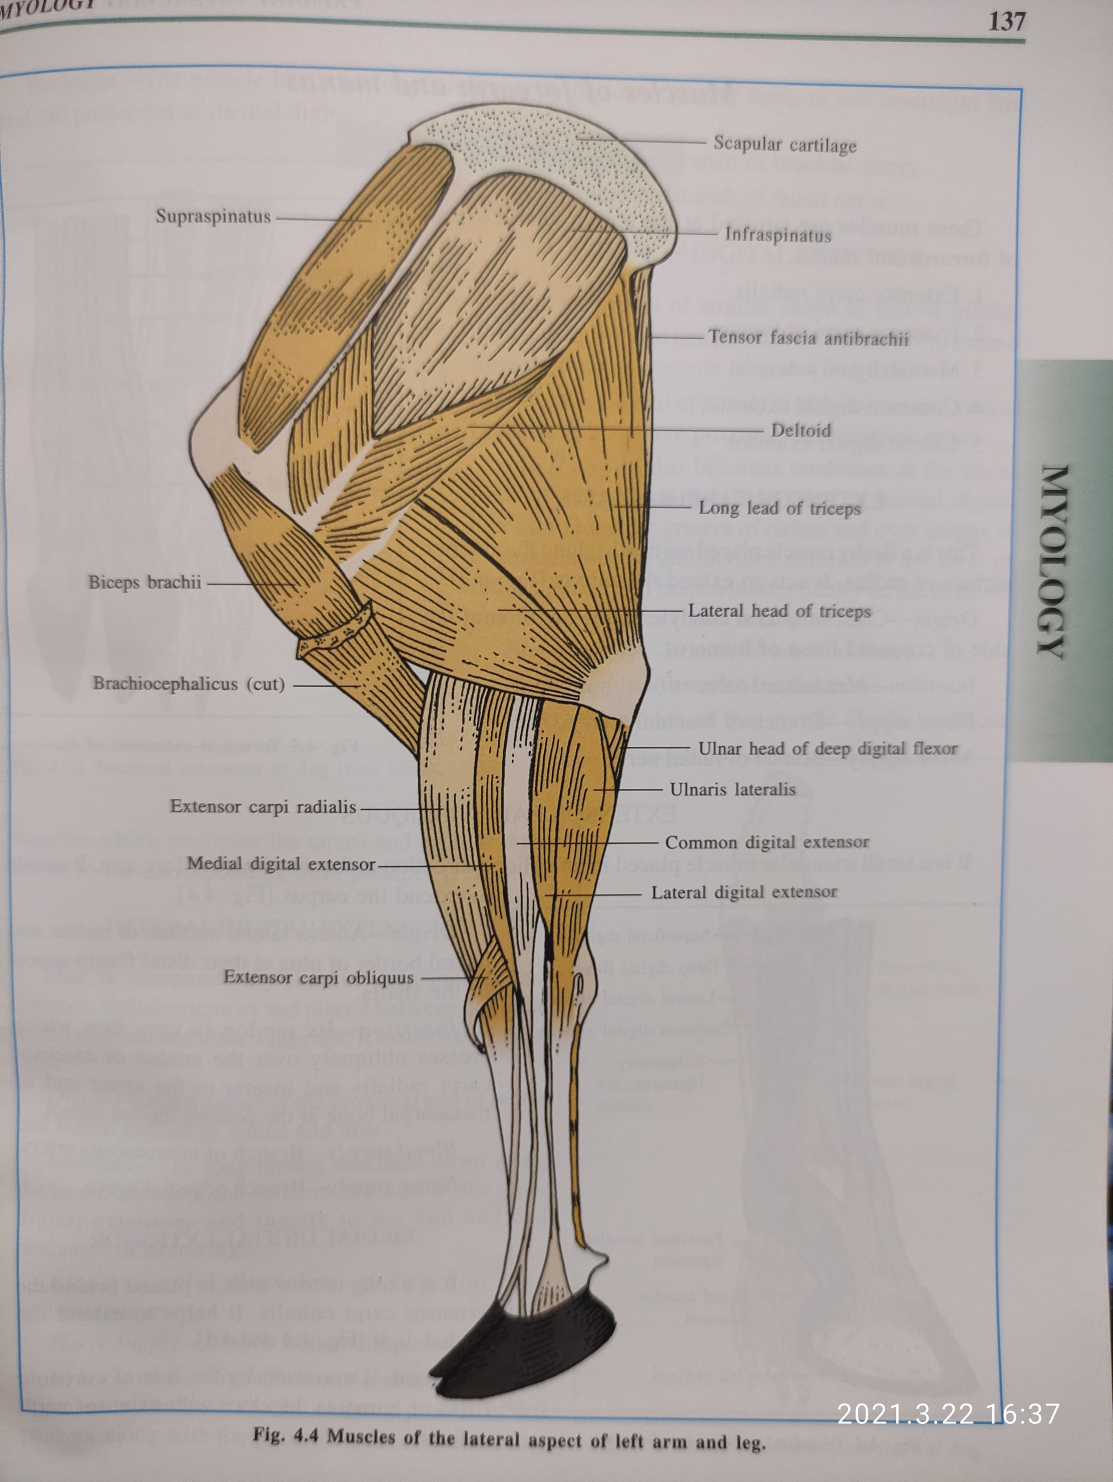 MYOLOGY
137
Scapular cartilage
Supraspinatus
Infraspinatus
Tensor fascia antibrachii
Deltoid
Long lead of triceps
Biceps brachii
Lateral head of triceps
Brachiocephalicus (cut)
Ulnar head of deep digital flexor
Ulnaris lateralis
Extensor carpi radialis
Common digital extensor
Medial digital extensor
Lateral digital extensor
Extensor carpi obliquus
MYOLOGY
2021.3.22 16:37
Fig. 4.4 Muscles of the lateral aspect of left arm and leg.